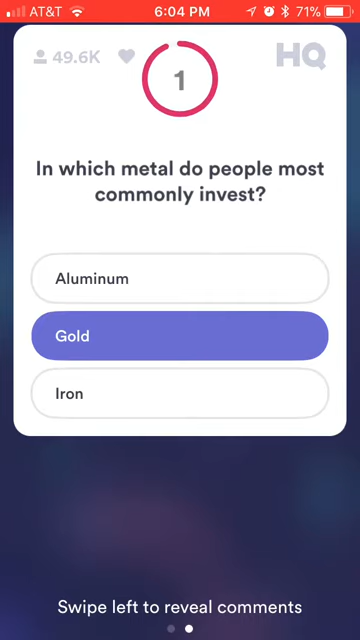 AT&T 6:04 PM 71%
49.6K HQ
1
In which metal do people most
commonly invest?
Aluminum
Gold
Iron
Swipe left to reveal comments